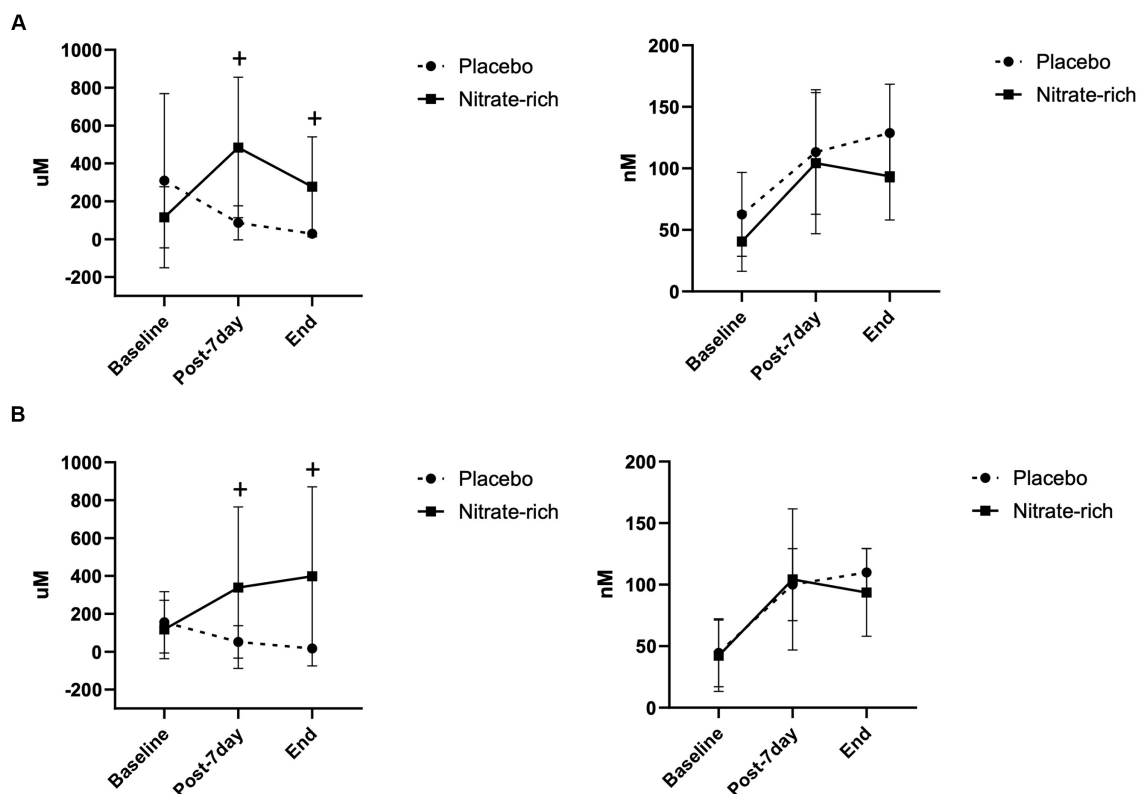 A
1000
800
600
400
200
0
-200
uM
+
+
Baseline
Post-7day
End
Placebo
Nitrate-rich
200
150
100
50
0
nM
Baseline
Post-7day
End
Placebo
Nitrate-rich
B
1000
800
600
400
200
0
-200
uM
+
+
Baseline
Post-7day
End
Placebo
Nitrate-rich
200
150
100
50
0
nM
Baseline
Post-7day
End
Placebo
Nitrate-rich